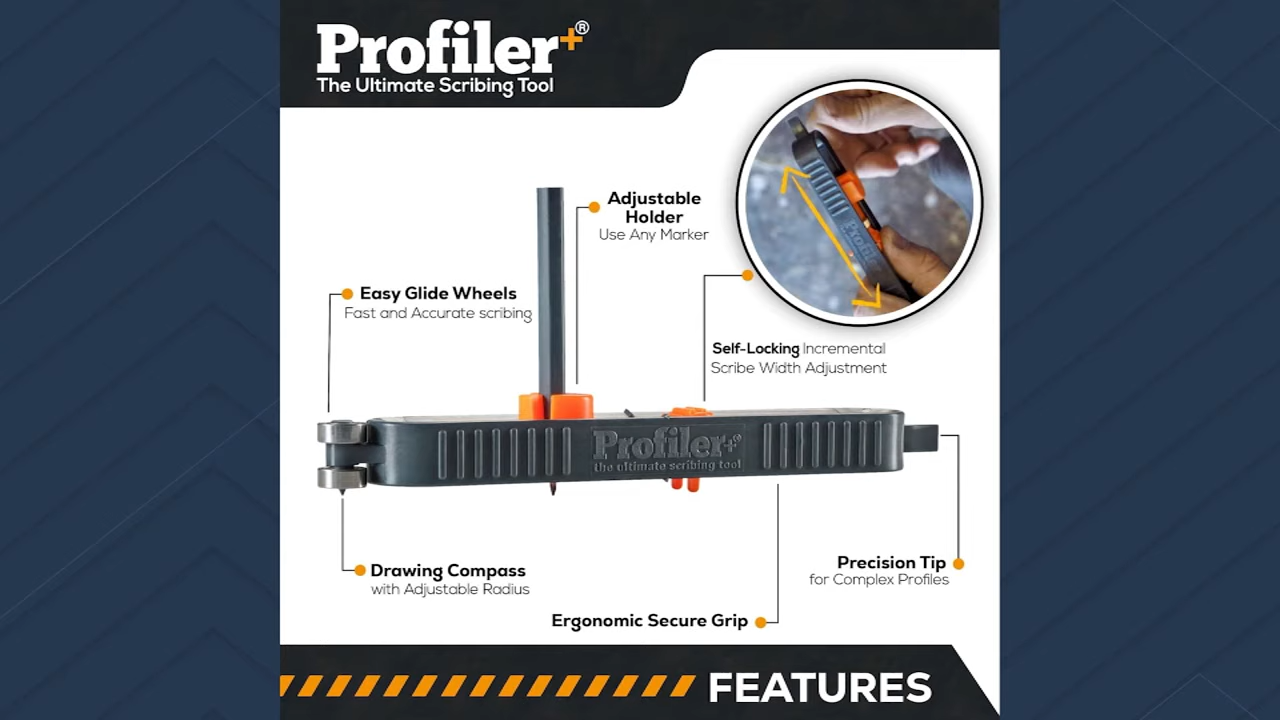 Profiler+®
The Ultimate Scribing Tool
Adjustable
Holder
Use Any Marker
Easy Glide Wheels
Fast and Accurate scribing
Profiler
Self-Locking Incremental
Scribe Width Adjustment
Profiler+®
the ultimate scribing tool
Precision Tip
for Complex Profiles
Drawing Compass
with Adjustable Radius
Ergonomic Secure Grip
FEATURES